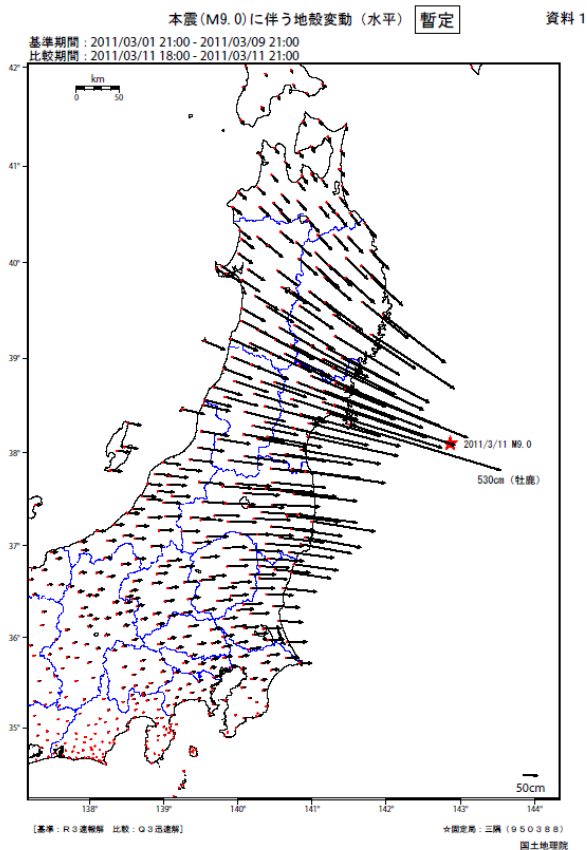 本震(M9.0)に伴う地殻変動(水平) 暫定 資料1
基準期間:2011/03/01 21:00 - 2011/03/09 21:00
比較期間:2011/03/11 18:00 - 2011/03/11 21:00
42°
km
0 50
41°
40°
39°
2011/3/11 M9.0
38°
530cm(牡鹿)
37°
36°
35°
50cm
138° 139° 140° 141° 142° 143° 144°
[基準:R3速報解 比較:Q3迅速解] ☆固定局:三隅(950388)
国土地理院